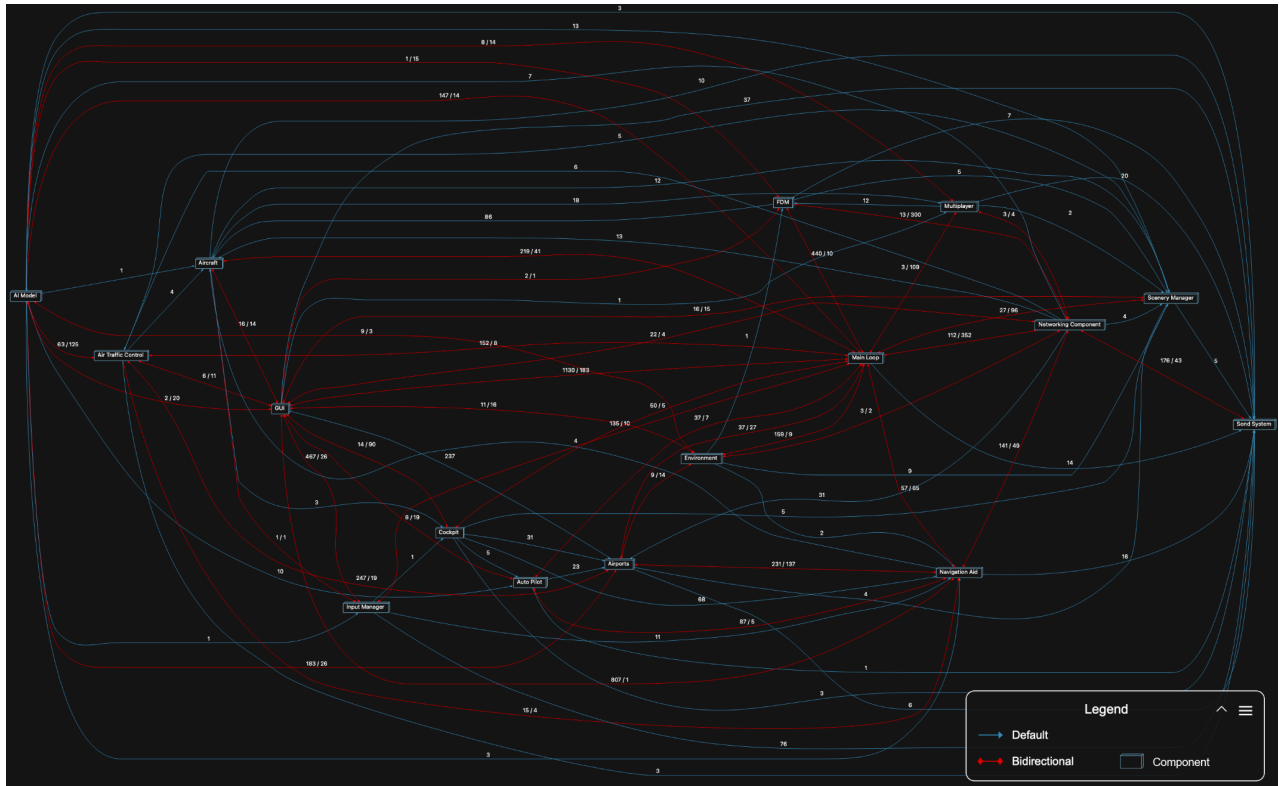 3
13
8 / 14
1 / 15
7
10
147 / 14
37
7
5
6
5
20
12
18
FDM
12
Multiplayer
2
86
13 / 300
3 / 4
13
219 / 41
440 / 10
Aircraft
3 / 109
1
2 / 1
4
AI Model
1
Scenery Manager
16 / 15
27 / 96
16 / 14
Networking Component
4
9 / 3
22 / 4
112 / 352
63 / 125
152 / 8
Air Traffic Control
Main Loop
1
176 / 43
5
1130 / 183
6 / 11
2 / 20
11 / 16
50 / 5
GUI
3 / 2
37 / 7
135 / 10
Sond System
37 / 27
159 / 9
4
14 / 90
141 / 49
467 / 26
237
Environment
14
9 / 14
9
57 / 65
31
3
5
6 / 19
Cockpit
2
1 / 1
31
5
1
Airports
23
231 / 137
Navigation Aid
16
10
247 / 19
Auto Pilot
68
4
Input Manager
87 / 5
1
11
183 / 26
1
807 / 1
3
6
15 / 4
76
3
3
Legend
Default
Bidirectional
Component